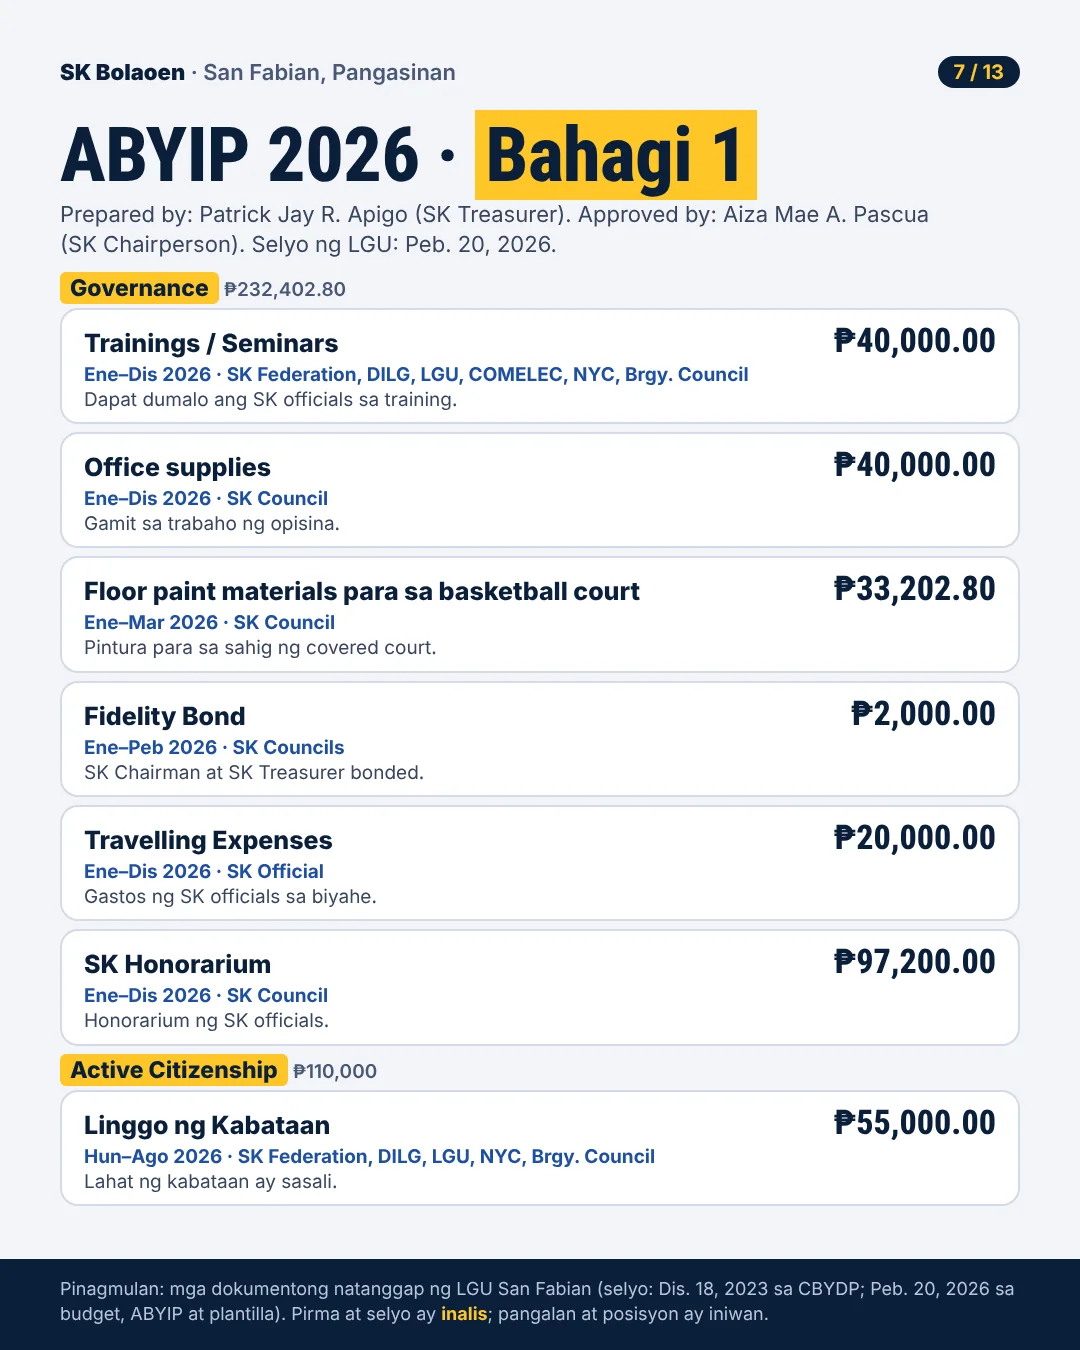 SK Bolaoen · San Fabian, Pangasinan
7 / 13
ABYIP 2026 · Bahagi 1
Prepared by: Patrick Jay R. Apigo (SK Treasurer). Approved by: Aiza Mae A. Pascua
(SK Chairperson). Selyo ng LGU: Peb. 20, 2026.
Governance ₱232,402.80
Trainings / Seminars ₱40,000.00
Ene–Dis 2026 · SK Federation, DILG, LGU, COMELEC, NYC, Brgy. Council
Dapat dumalo ang SK officials sa training.
Office supplies ₱40,000.00
Ene–Dis 2026 · SK Council
Gamit sa trabaho ng opisina.
Floor paint materials para sa basketball court ₱33,202.80
Ene–Mar 2026 · SK Council
Pintura para sa sahig ng covered court.
Fidelity Bond ₱2,000.00
Ene–Peb 2026 · SK Councils
SK Chairman at SK Treasurer bonded.
Travelling Expenses ₱20,000.00
Ene–Dis 2026 · SK Official
Gastos ng SK officials sa biyahe.
SK Honorarium ₱97,200.00
Ene–Dis 2026 · SK Council
Honorarium ng SK officials.
Active Citizenship ₱110,000
Linggo ng Kabataan ₱55,000.00
Hun–Ago 2026 · SK Federation, DILG, LGU, NYC, Brgy. Council
Lahat ng kabataan ay sasali.
Pinagmulan: mga dokumentong natanggap ng LGU San Fabian (selyo: Dis. 18, 2023 sa CBYDP; Peb. 20, 2026 sa
budget, ABYIP at plantilla). Pirma at selyo ay inalis; pangalan at posisyon ay iniwan.